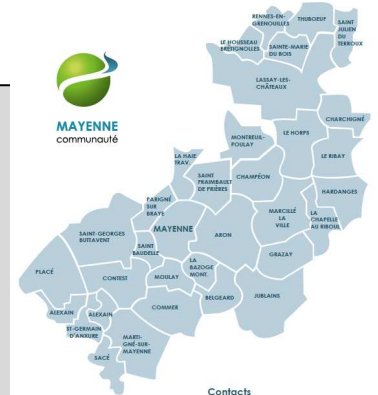 RENNES-EN-
GRENOUILLES
THUBOEUF
SAINT
JULIEN
DU
TERROUX
LE HOUSSEAU
BRÉTIGNOLLES
SAINTE-MARIE
DU BOIS
LASSAY-LES-
CHÂTEAUX
MAYENNE
communauté
CHARCHIGNÉ
MONTREUIL-
POULAY
LE HORPS
LA HAIE
TRAV.
LE RIBAY
SAINT
FRAIMBAULT
DE PRIÈRES
CHAMPÉON
HARDANGES
PARIGNÉ
SUR
BRAYE
MAYENNE
MARCILLÉ
LA
VILLE
LA
CHAPELLE
AU RIBOUL
SAINT-GEORGES
BUTTAVENT
ARON
SAINT
BAUDELLE
GRAZAY
LA
BAZOGE
MONT.
PLACÉ
CONTEST
MOULAY
BELGEARD
JUBLAINS
COMMER
ALEXAIN
ALEXAIN
ST-GERMAIN
D'ANXURE
MARTI-
GNÉ-SUR-
MAYENNE
SACÉ
Contacts